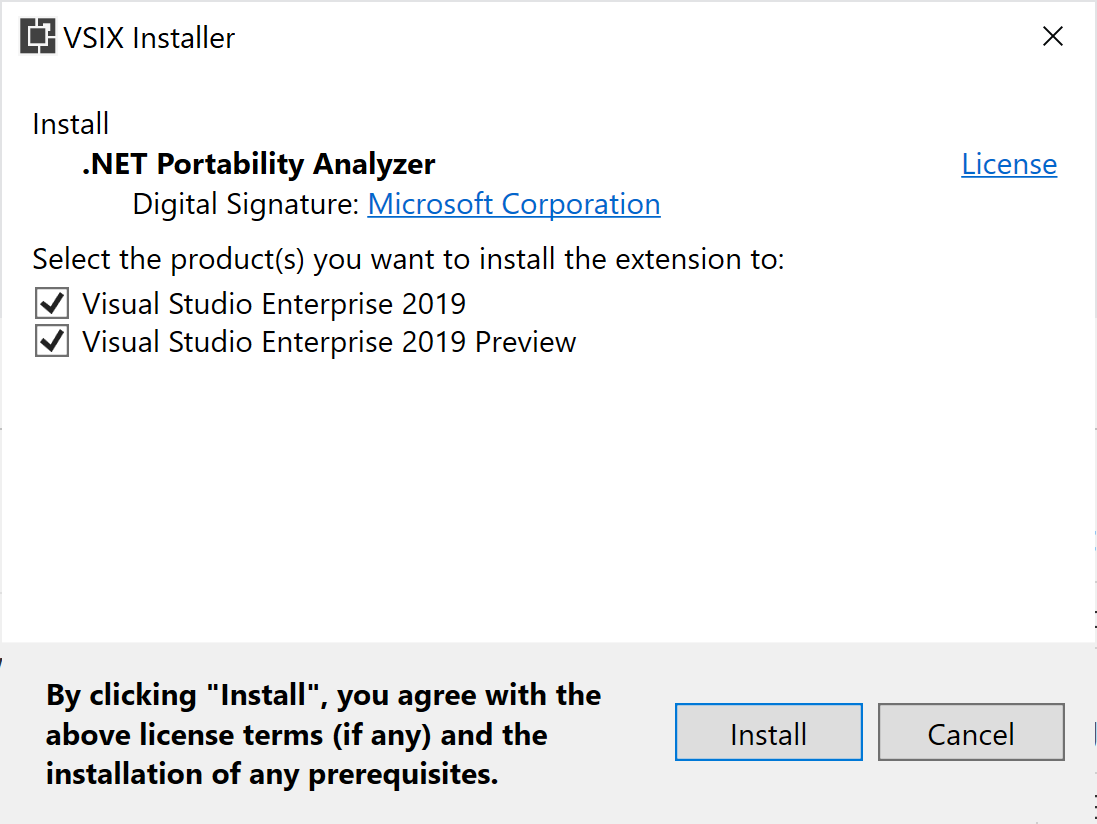 VSIX Installer
Install
.NET Portability Analyzer
License
Digital Signature: Microsoft Corporation
Select the product(s) you want to install the extension to:
Visual Studio Enterprise 2019
Visual Studio Enterprise 2019 Preview
By clicking "Install", you agree with the
above license terms (if any) and the
installation of any prerequisites.
Install
Cancel